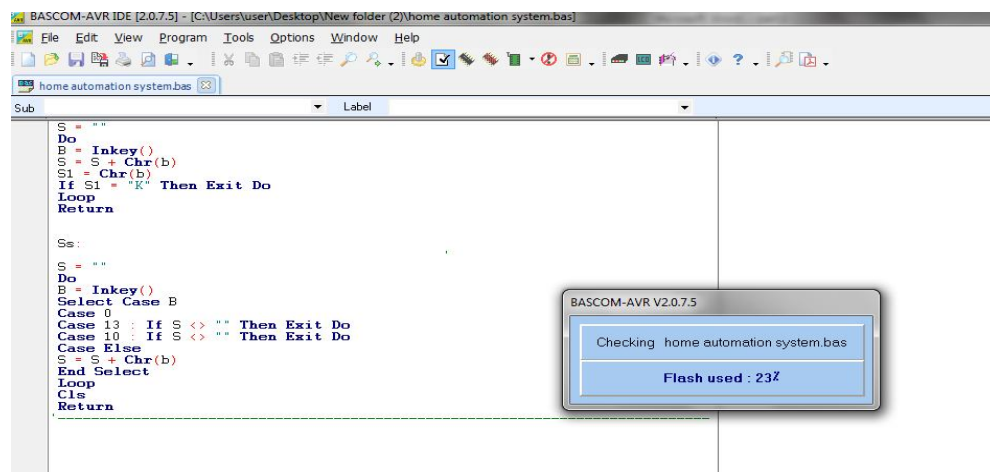 BASCOM-AVR IDE [2.0.7.5] - [C:\Users\user\Desktop\New folder (2)\home automation system.bas]
File Edit View Program Tools Options Window Help
home automation system.bas
Sub Label
S = ""
Do
B = Inkey()
S = S + Chr(b)
S1 = Chr(b)
If S1 = "K" Then Exit Do
Loop
Return
Ss:
S = ""
Do
B = Inkey()
Select Case B
Case 0
Case 13 : If S <> "" Then Exit Do
Case 10 : If S <> "" Then Exit Do
Case Else
S = S + Chr(b)
End Select
Loop
Cls
Return
BASCOM-AVR V2.0.7.5
Checking home automation system.bas
Flash used : 23%